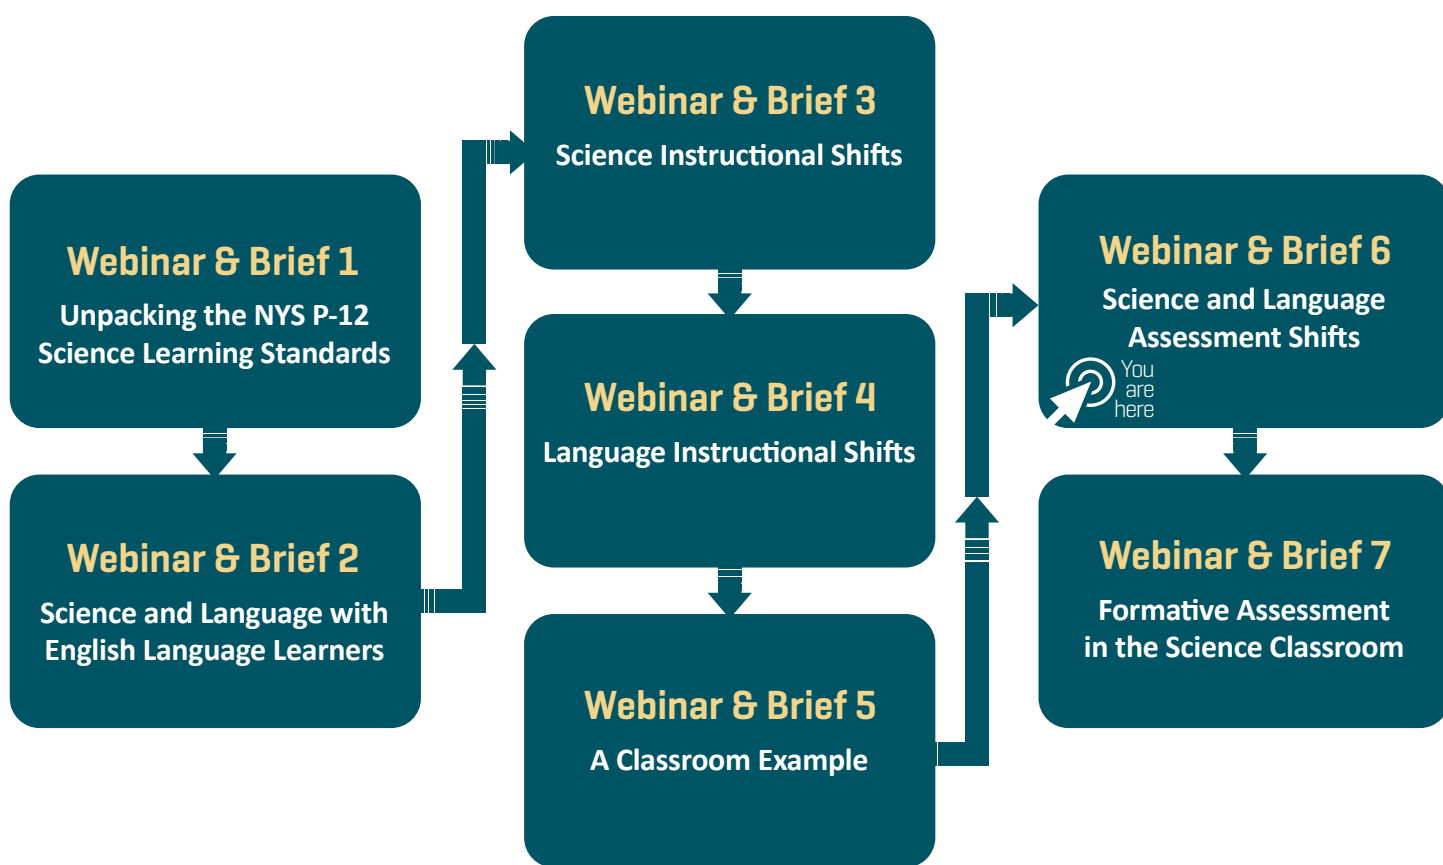 Webinar & Brief 1
Unpacking the NYS P-12
Science Learning Standards
Webinar & Brief 2
Science and Language with
English Language Learners
Webinar & Brief 3
Science Instructional Shifts
Webinar & Brief 4
Language Instructional Shifts
Webinar & Brief 5
A Classroom Example
Webinar & Brief 6
Science and Language
Assessment Shifts
You
are
here
Webinar & Brief 7
Formative Assessment
in the Science Classroom